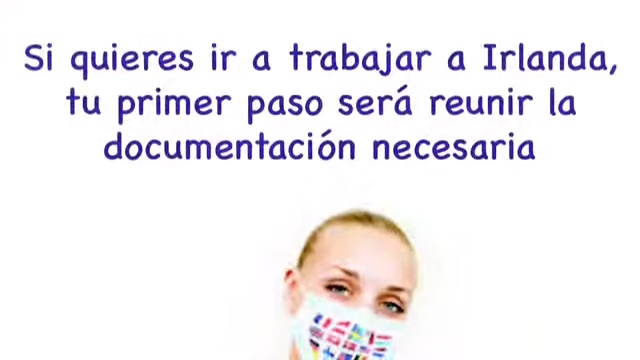 Si quieres ir a trabajar a Irlanda,
tu primer paso será reunir la
documentación necesaria